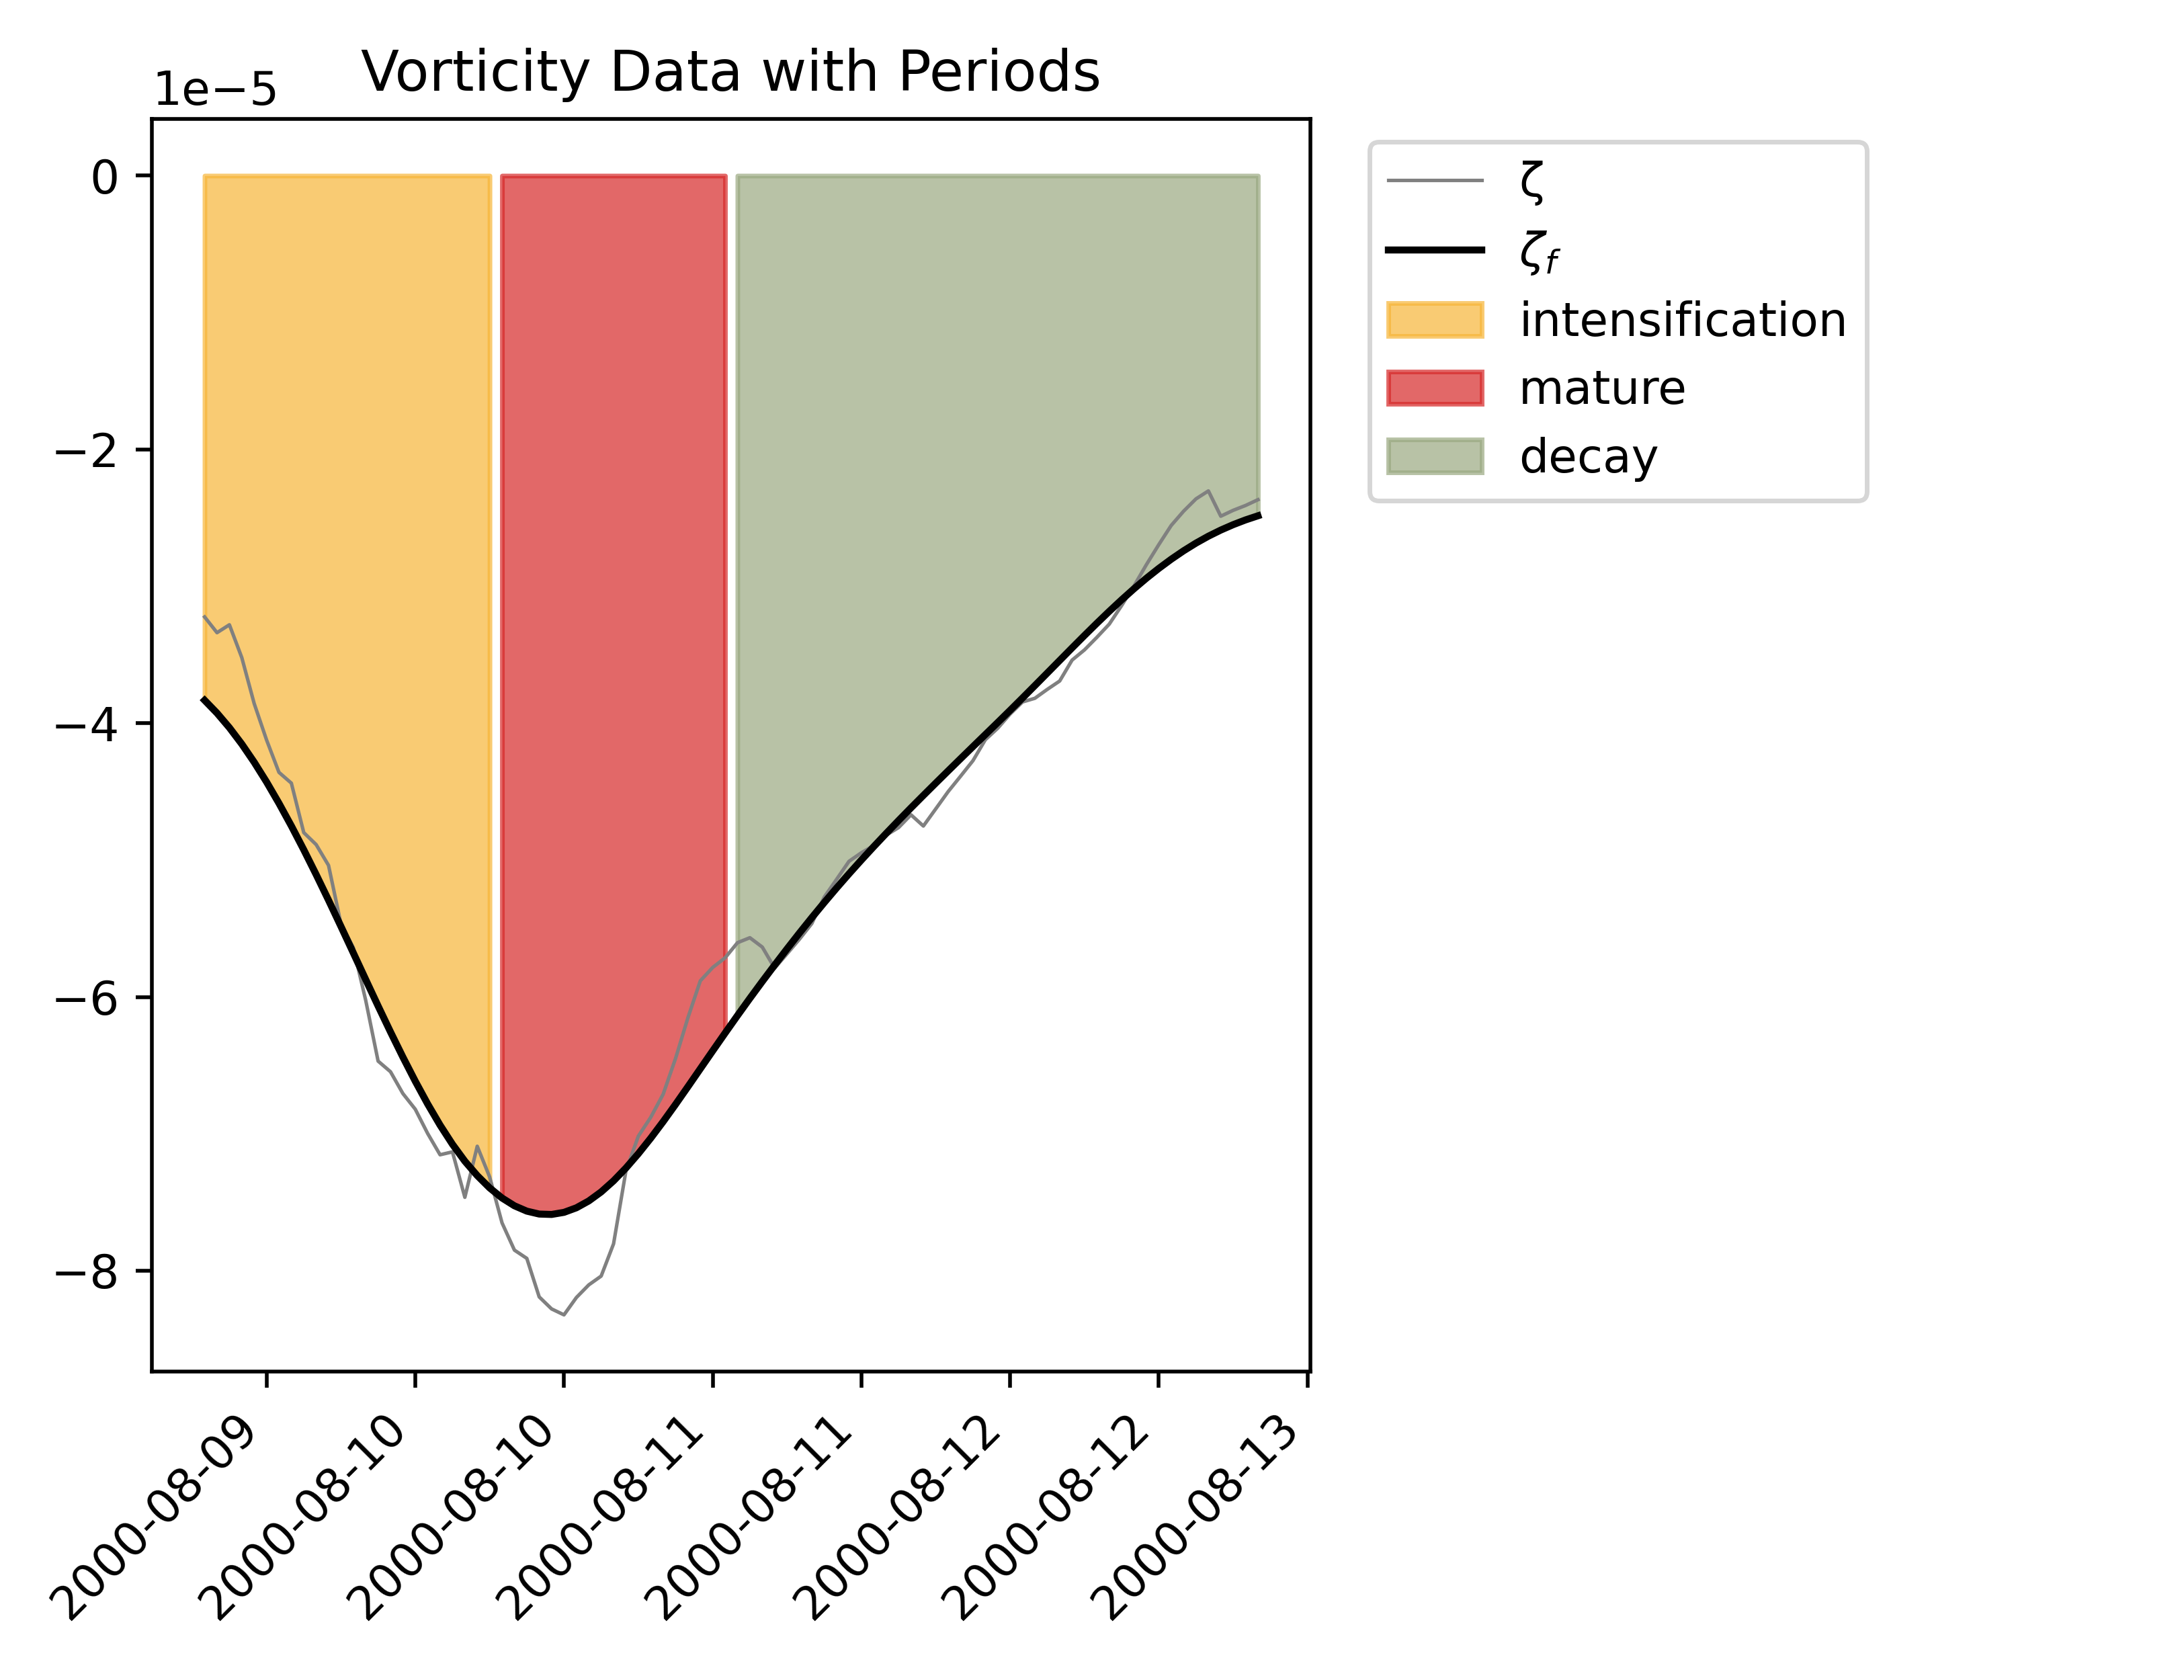 Vorticity Data with Periods
1e−5
0
−2
−4
−6
−8
2000-08-09
2000-08-10
2000-08-10
2000-08-11
2000-08-11
2000-08-12
2000-08-12
2000-08-13
ζ
ζf
intensification
mature
decay